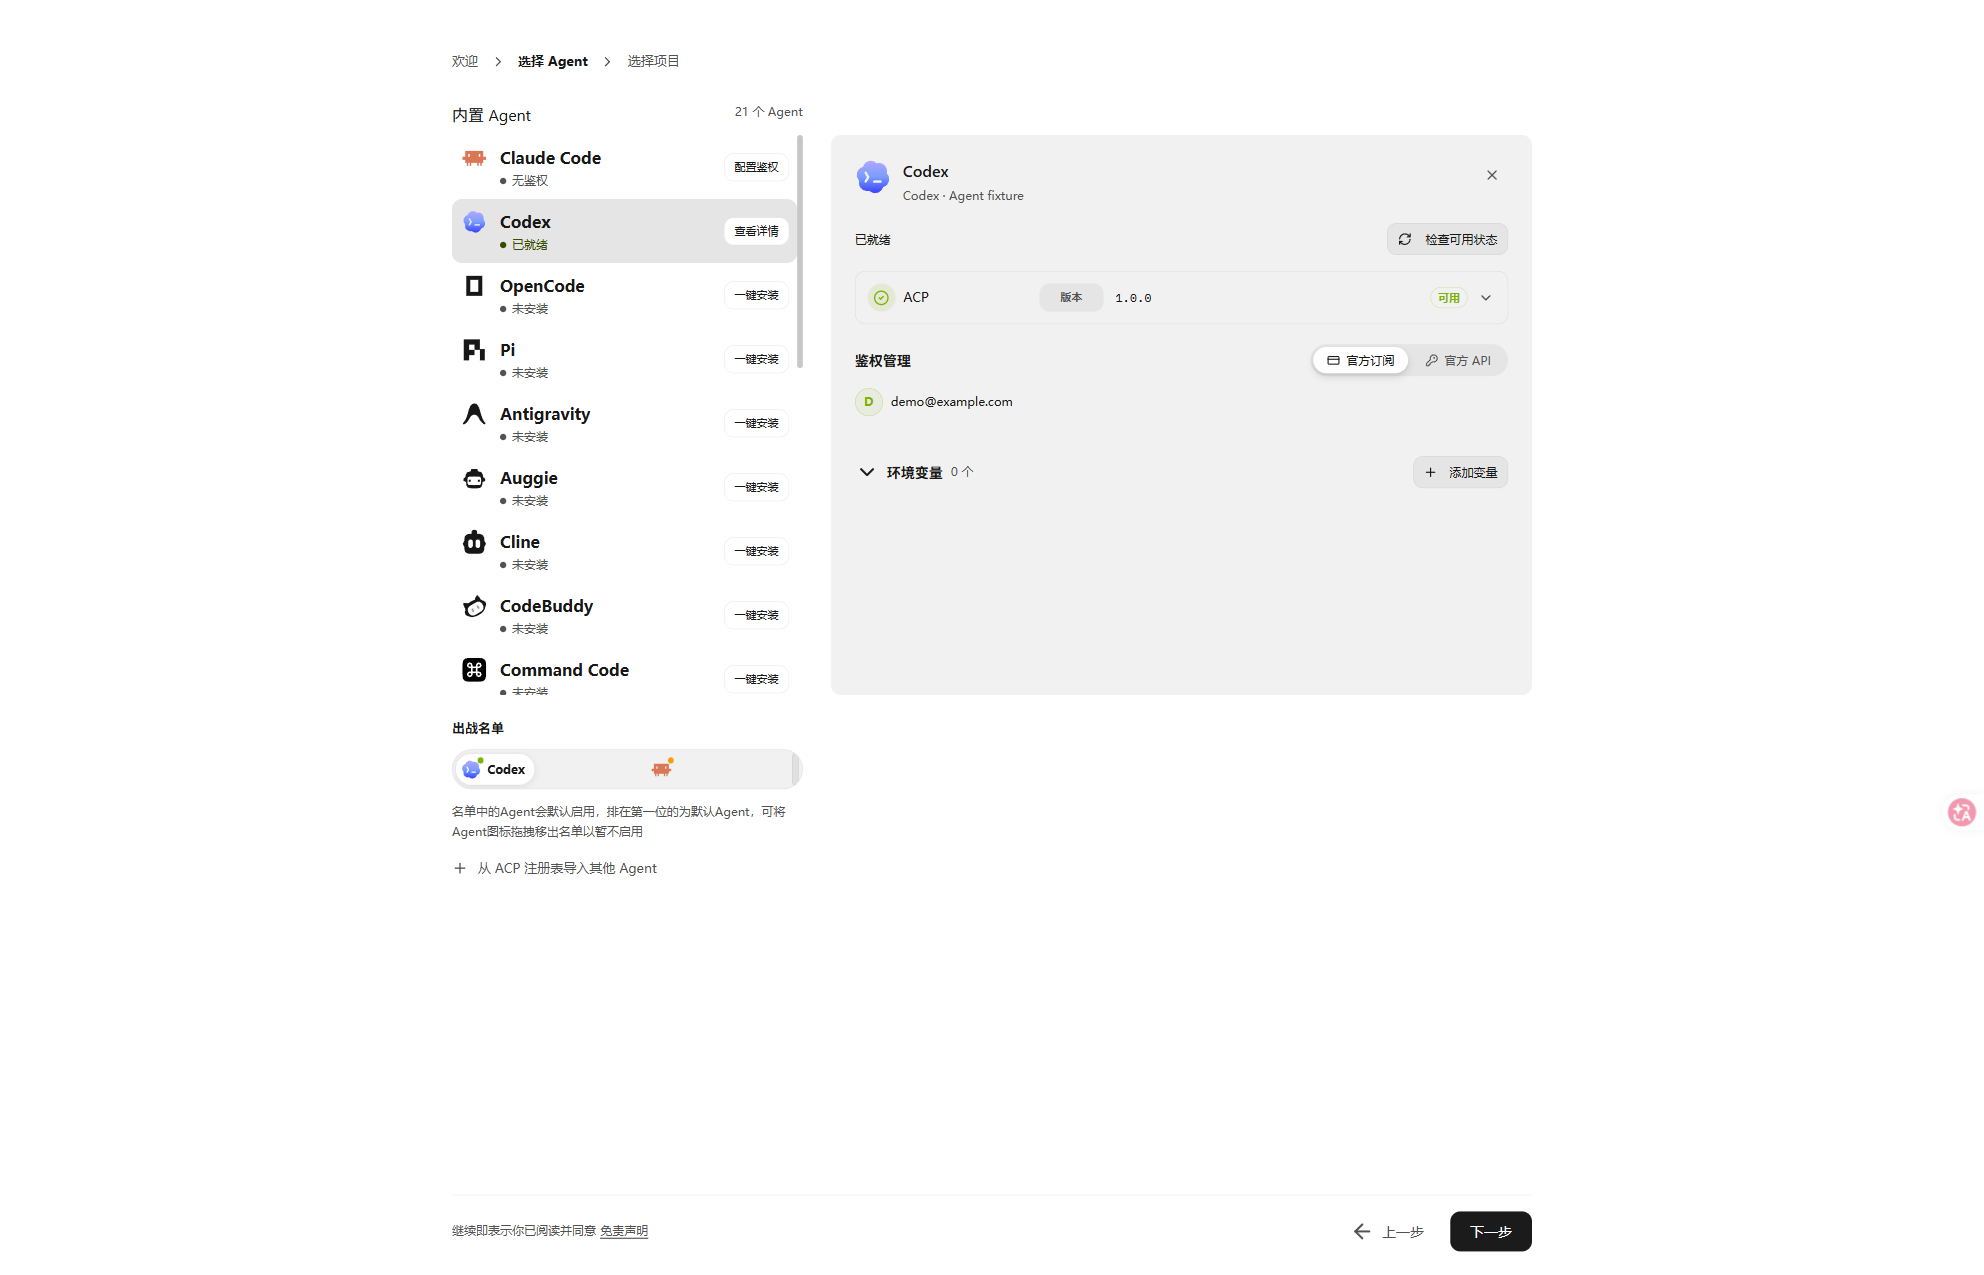 欢迎 选择 Agent 选择项目
内置 Agent 21 个 Agent
Claude Code
无鉴权
配置鉴权
Codex
已就绪
查看详情
OpenCode
未安装
一键安装
Pi
未安装
一键安装
Antigravity
未安装
一键安装
Auggie
未安装
一键安装
Cline
未安装
一键安装
CodeBuddy
未安装
一键安装
Command Code
未安装
一键安装
出战名单
Codex
名单中的Agent会默认启用，排在第一位的为默认Agent，可将
Agent图标拖拽移出名单以暂不启用
从 ACP 注册表导入其他 Agent
Codex
Codex · Agent fixture
已就绪 检查可用状态
ACP 版本 1.0.0 可用
鉴权管理 官方订阅 官方 API
D demo@example.com
环境变量 0 个 添加变量
继续即表示你已阅读并同意 免责声明 上一步 下一步